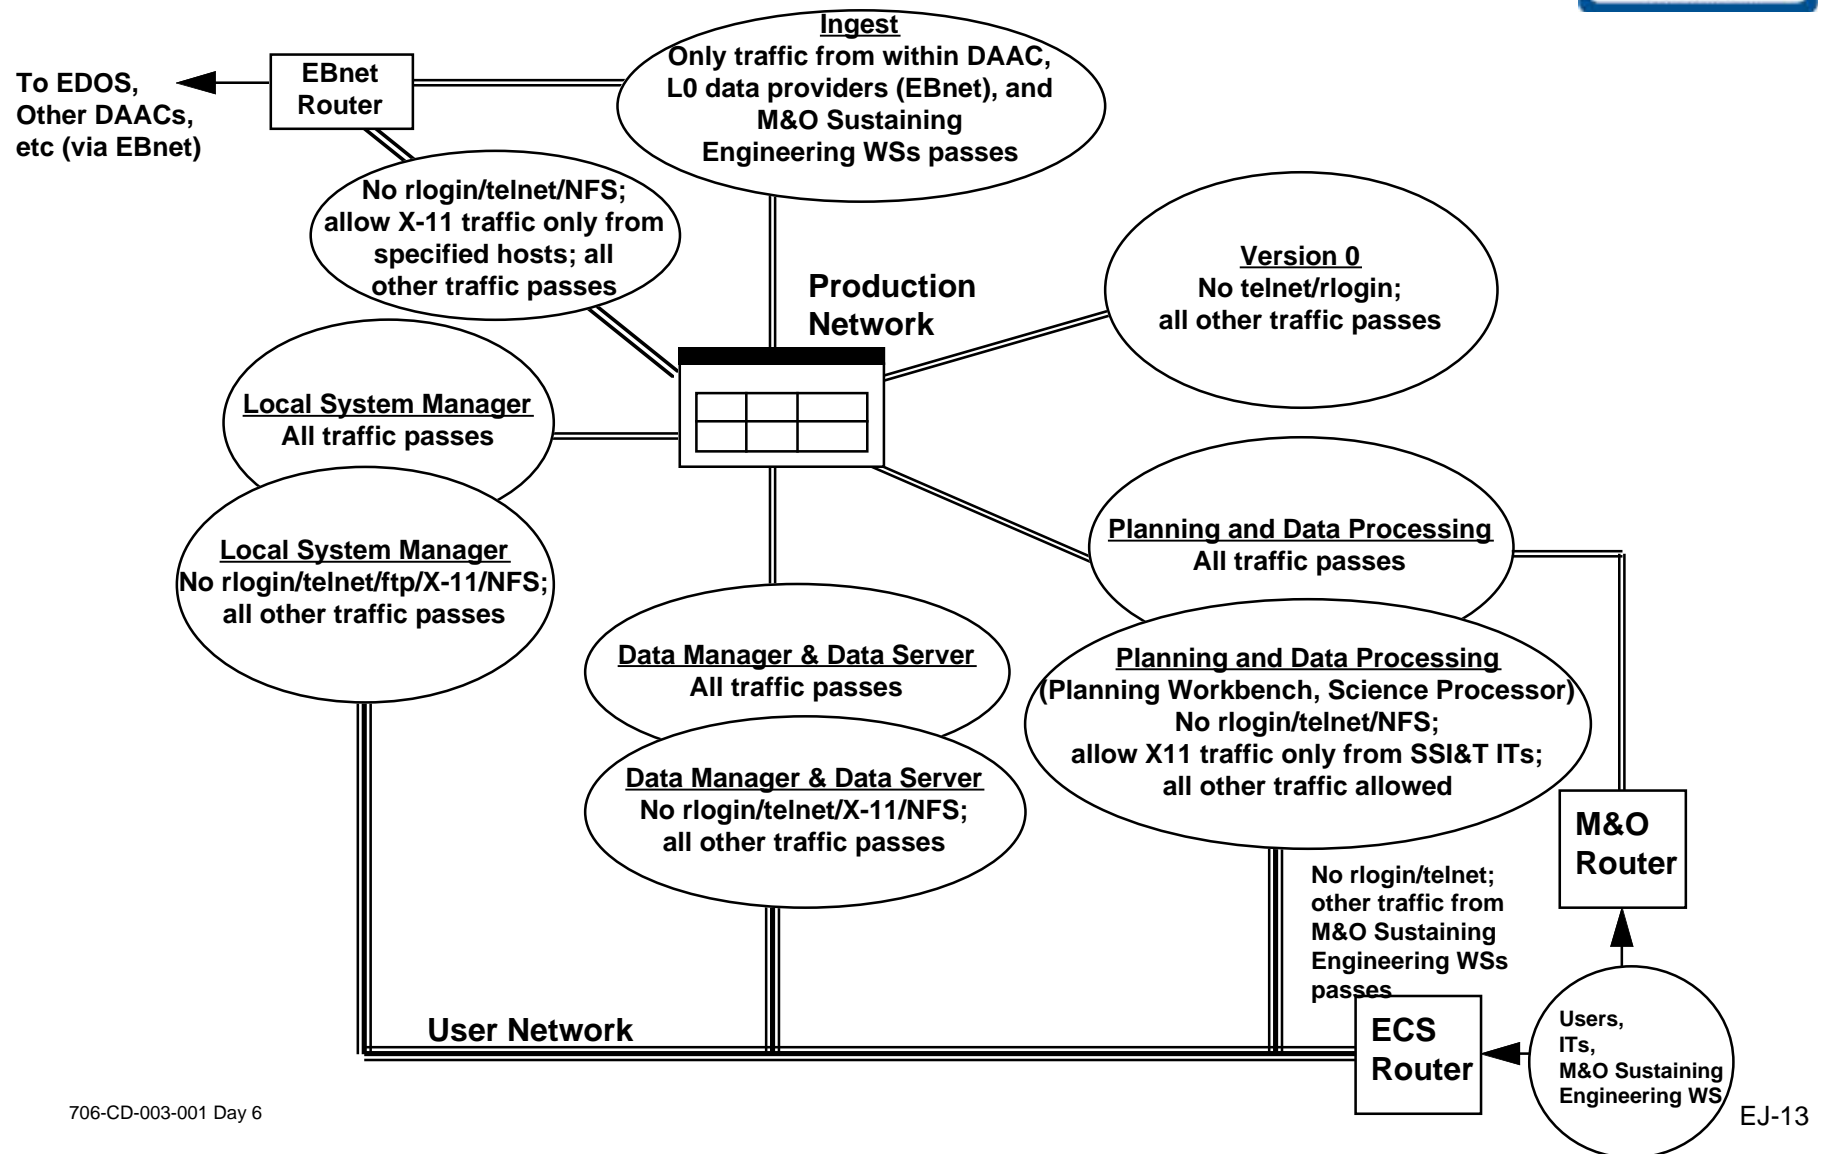 Ingest
Only traffic from within DAAC,
L0 data providers (EBnet), and
M&O Sustaining
Engineering WSs passes
EBnet
Router
To EDOS,
Other DAACs,
etc (via EBnet)
No rlogin/telnet/NFS;
allow X-11 traffic only from
specified hosts; all
other traffic passes
Production
Network
Version 0
No telnet/rlogin;
all other traffic passes
Local System Manager
All traffic passes
Local System Manager
No rlogin/telnet/ftp/X-11/NFS;
all other traffic passes
Planning and Data Processing
All traffic passes
Data Manager & Data Server
All traffic passes
Data Manager & Data Server
No rlogin/telnet/X-11/NFS;
all other traffic passes
Planning and Data Processing
(Planning Workbench, Science Processor)
No rlogin/telnet/NFS;
allow X11 traffic only from SSI&T ITs;
all other traffic allowed
M&O
Router
No rlogin/telnet;
other traffic from
M&O Sustaining
Engineering WSs
passes
User Network
ECS
Router
Users,
ITs,
M&O Sustaining
Engineering WS
706-CD-003-001 Day 6
EJ-13